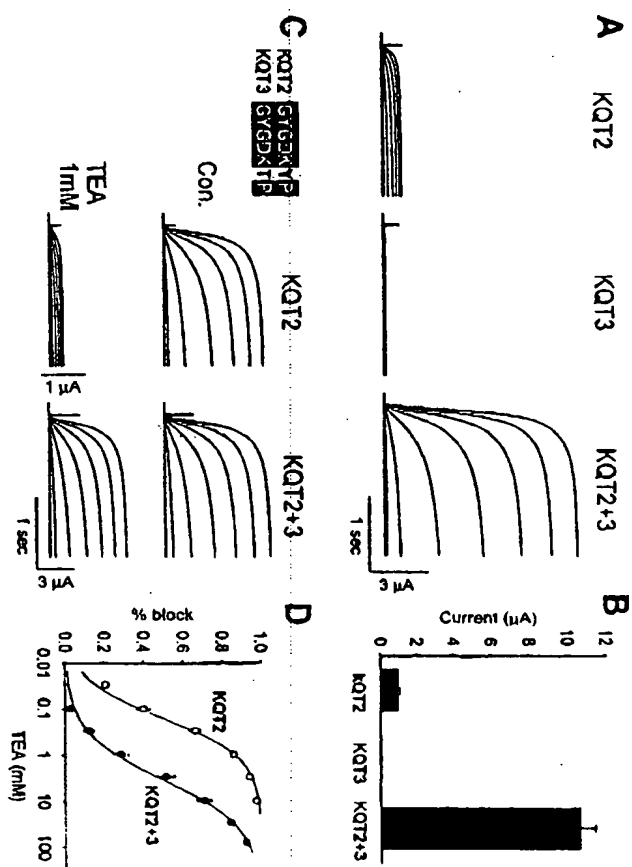 A
KQT2
KQT3
KQT2+3
1 sec
3 µA
B
Current (µA)
0
2
4
6
8
10
12
KQT2
KQT3
KQT2+3
C
KQT2 GYGDKYP
KQT3 GYGDKTP
KQT2
KQT2+3
Con.
TEA
1mM
1 µA
1 sec
3 µA
D
% block
0.0
0.2
0.4
0.6
0.8
1.0
KQT2
KQT2+3
0.01
0.1
1
10
100
TEA (mM)